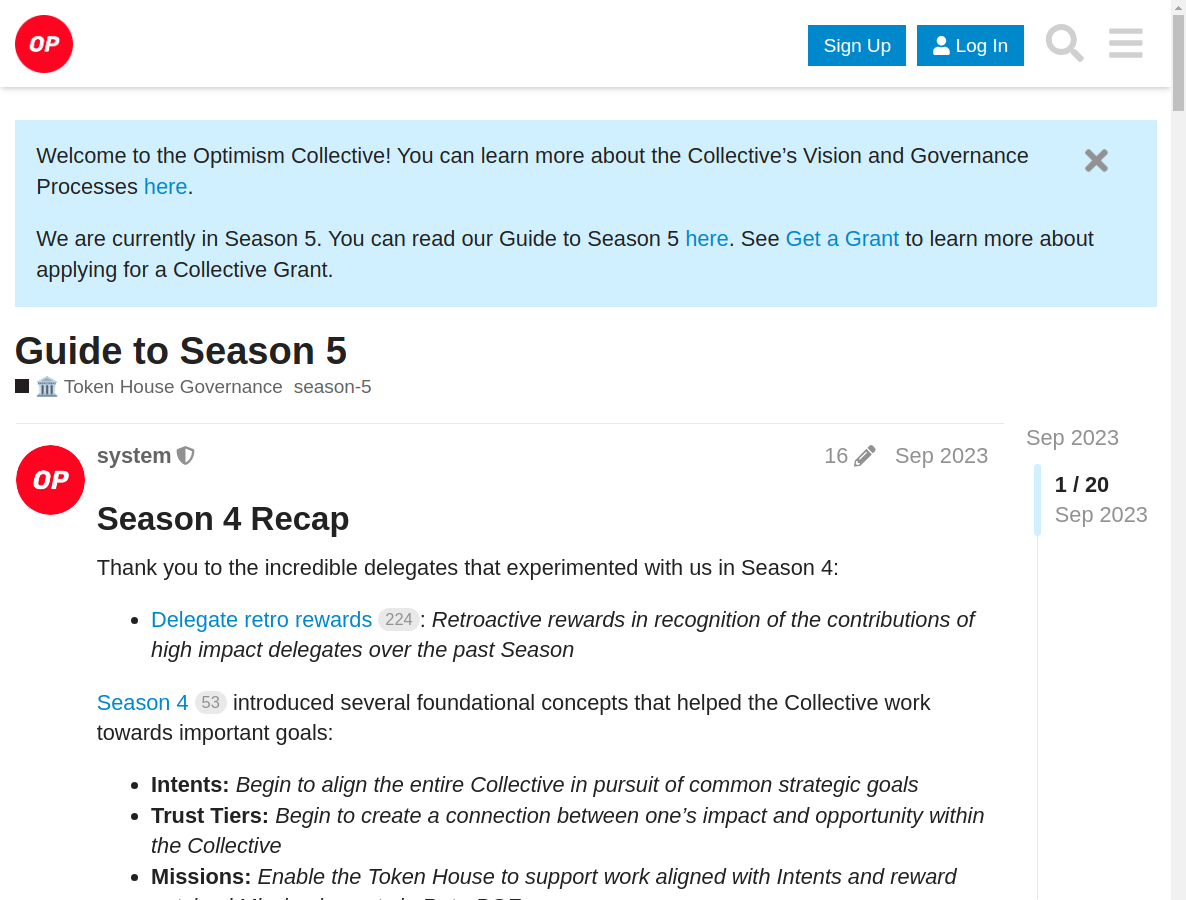 OP
Sign Up
Log In
Welcome to the Optimism Collective! You can learn more about the Collective’s Vision and Governance
Processes here.
We are currently in Season 5. You can read our Guide to Season 5 here. See Get a Grant to learn more about
applying for a Collective Grant.
Guide to Season 5
Token House Governance season-5
OP
system
16
Sep 2023
Season 4 Recap
Thank you to the incredible delegates that experimented with us in Season 4:
Delegate retro rewards 224: Retroactive rewards in recognition of the contributions of
high impact delegates over the past Season
Season 4 53 introduced several foundational concepts that helped the Collective work
towards important goals:
Intents: Begin to align the entire Collective in pursuit of common strategic goals
Trust Tiers: Begin to create a connection between one’s impact and opportunity within
the Collective
Missions: Enable the Token House to support work aligned with Intents and reward
Sep 2023
1 / 20
Sep 2023